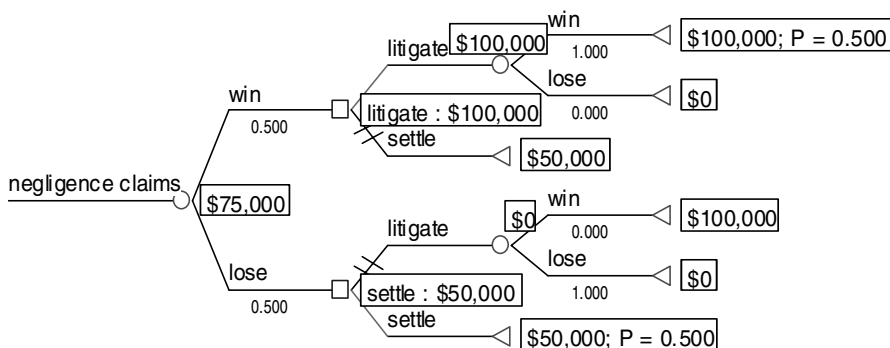 win
$100,000; P = 0.500
litigate
$100,000
1.000
lose
$0
win
0.000
0.500
litigate : $100,000
settle
$50,000
negligence claims
$75,000
win
$0
$100,000
litigate
0.000
lose
lose
$0
0.500
settle : $50,000
1.000
settle
$50,000; P = 0.500